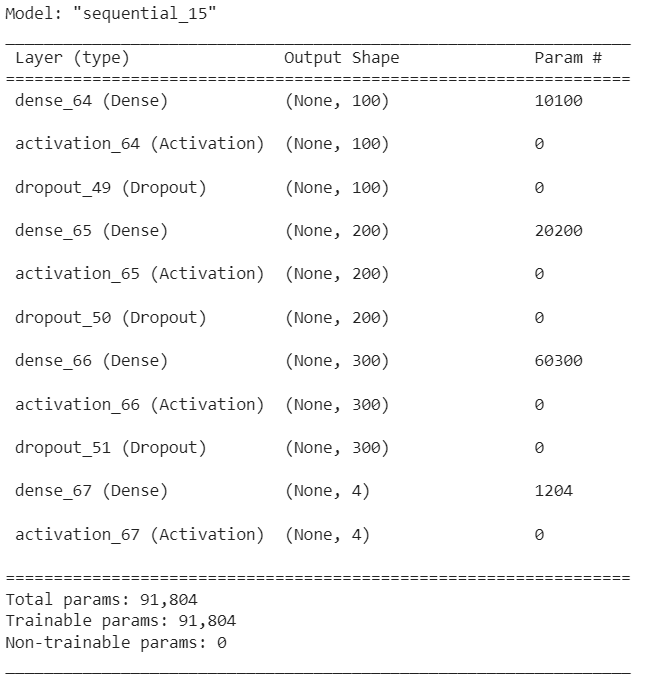 Model: "sequential_15"
_________________________________________________________________
Layer (type) Output Shape Param #
=================================================================
dense_64 (Dense) (None, 100) 10100
activation_64 (Activation) (None, 100) 0
dropout_49 (Dropout) (None, 100) 0
dense_65 (Dense) (None, 200) 20200
activation_65 (Activation) (None, 200) 0
dropout_50 (Dropout) (None, 200) 0
dense_66 (Dense) (None, 300) 60300
activation_66 (Activation) (None, 300) 0
dropout_51 (Dropout) (None, 300) 0
dense_67 (Dense) (None, 4) 1204
activation_67 (Activation) (None, 4) 0
=================================================================
Total params: 91,804
Trainable params: 91,804
Non-trainable params: 0
_________________________________________________________________